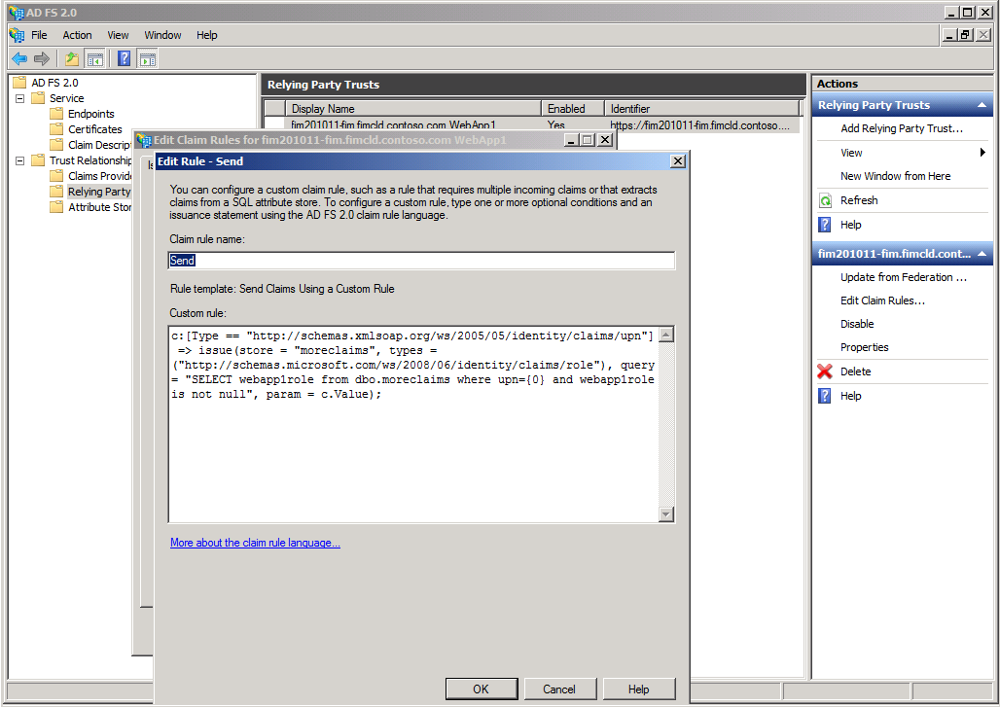 AD FS 2.0
File Action View Window Help
AD FS 2.0
Service
Endpoints
Certificates
Claim Descrip
Trust Relationship
Claims Provid
Relying Party
Attribute Stor
Relying Party Trusts
Display Name Enabled Identifier
fim201011-fim.fimcld.contoso.com WebApp1 Yes https://fim201011-fim.fimcld.contoso....
Edit Claim Rules for fim201011-fim.fimcld.contoso.com WebApp1
Edit Rule - Send
You can configure a custom claim rule, such as a rule that requires multiple incoming claims or that extracts
claims from a SQL attribute store. To configure a custom rule, type one or more optional conditions and an
issuance statement using the AD FS 2.0 claim rule language.
Claim rule name:
Send
Rule template: Send Claims Using a Custom Rule
Custom rule:
c:[Type == "http://schemas.xmlsoap.org/ws/2005/05/identity/claims/upn"]
=> issue(store = "moreclaims", types =
("http://schemas.microsoft.com/ws/2008/06/identity/claims/role"), query
= "SELECT webapp1role from dbo.moreclaims where upn={0} and webapp1role
is not null", param = c.Value);
More about the claim rule language...
OK Cancel Help
Actions
Relying Party Trusts
Add Relying Party Trust...
View
New Window from Here
Refresh
Help
fim201011-fim.fimcld.cont...
Update from Federation ...
Edit Claim Rules...
Disable
Properties
Delete
Help